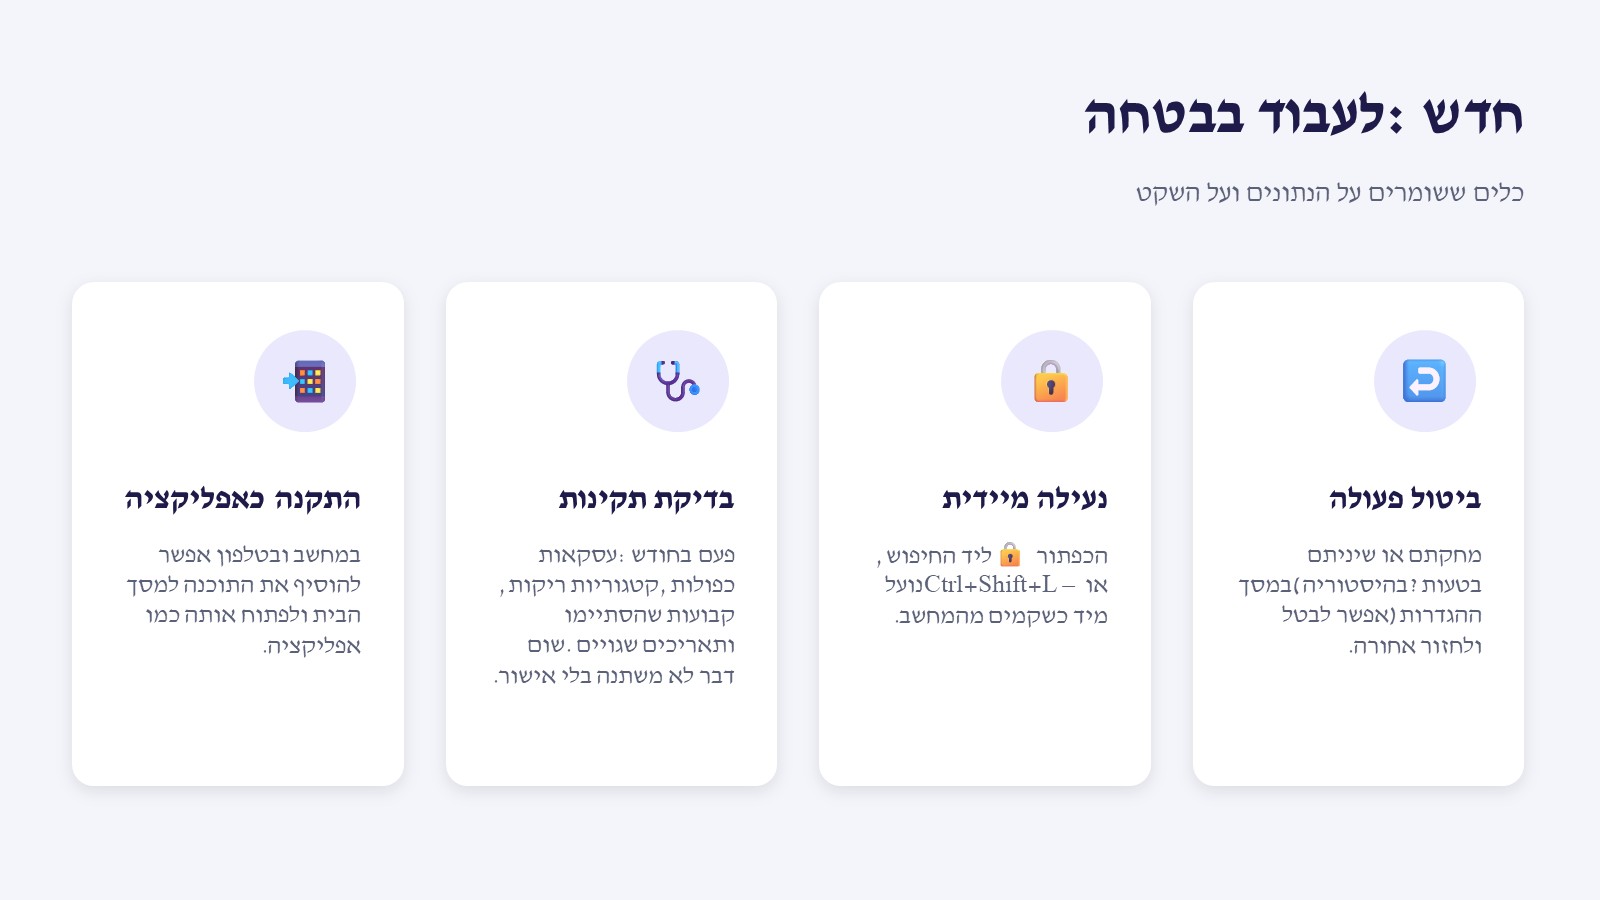 חדש: לעבוד בבטחה
כלים ששומרים על הנתונים ועל השקט
ביטול פעולה
מחקתם או שיניתם
בטעות? בהיסטוריה (במסך
ההגדרות) אפשר לבטל
ולחזור אחורה.
נעילה מיידית
הכפתור 🔒 ליד החיפוש,
או Ctrl+Shift+L – נועל
מיד כשקמים מהמחשב.
בדיקת תקינות
פעם בחודש: עסקאות
כפולות, קטגוריות ריקות,
קבועות שהסתיימו
ותאריכים שגויים. שום
דבר לא משתנה בלי אישור.
התקנה כאפליקציה
במחשב ובטלפון אפשר
להוסיף את התוכנה למסך
הבית ולפתוח אותה כמו
אפליקציה.